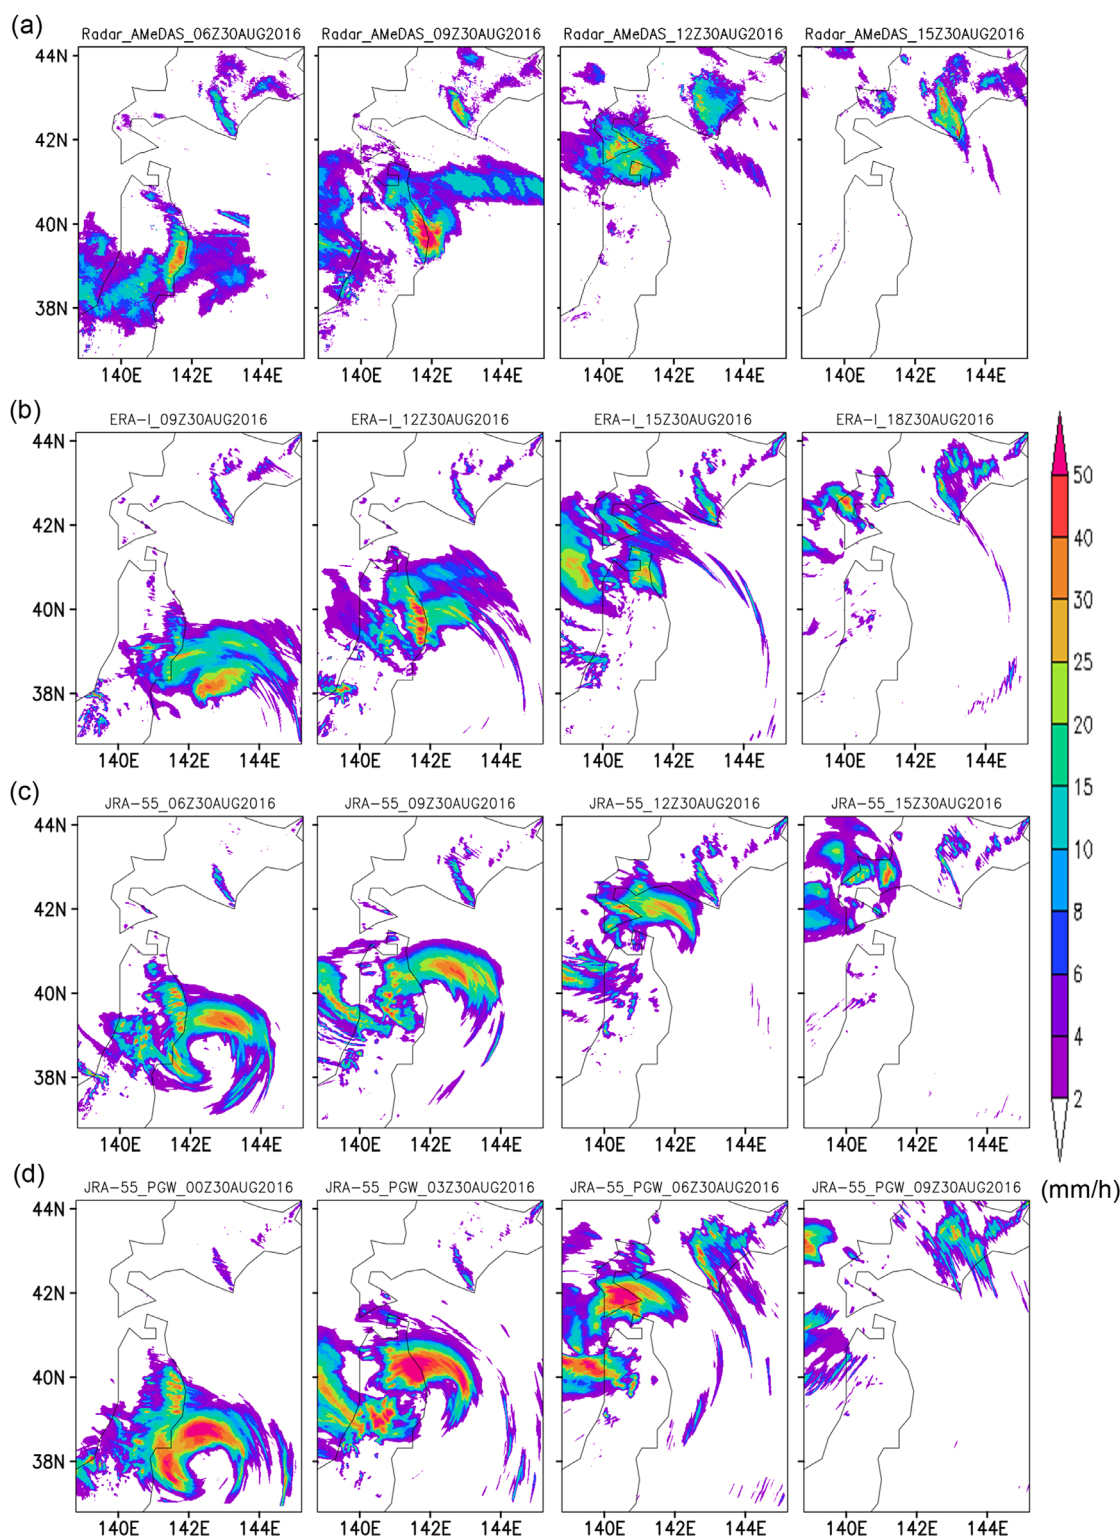 (a)
Radar_AMeDAS_06Z30AUG2016 Radar_AMeDAS_09Z30AUG2016 Radar_AMeDAS_12Z30AUG2016 Radar_AMeDAS_15Z30AUG2016
44N
42N
40N
38N
140E 142E 144E 140E 142E 144E 140E 142E 144E 140E 142E 144E
(b)
ERA-I_09Z30AUG2016 ERA-I_12Z30AUG2016 ERA-I_15Z30AUG2016 ERA-I_18Z30AUG2016
44N
42N
40N
38N
140E 142E 144E 140E 142E 144E 140E 142E 144E 140E 142E 144E
(c)
JRA-55_06Z30AUG2016 JRA-55_09Z30AUG2016 JRA-55_12Z30AUG2016 JRA-55_15Z30AUG2016
44N
42N
40N
38N
140E 142E 144E 140E 142E 144E 140E 142E 144E 140E 142E 144E
(d)
JRA-55_PGW_00Z30AUG2016 JRA-55_PGW_03Z30AUG2016 JRA-55_PGW_06Z30AUG2016 JRA-55_PGW_09Z30AUG2016
44N
42N
40N
38N
140E 142E 144E 140E 142E 144E 140E 142E 144E 140E 142E 144E
50
40
30
25
20
15
10
8
6
4
2
(mm/h)